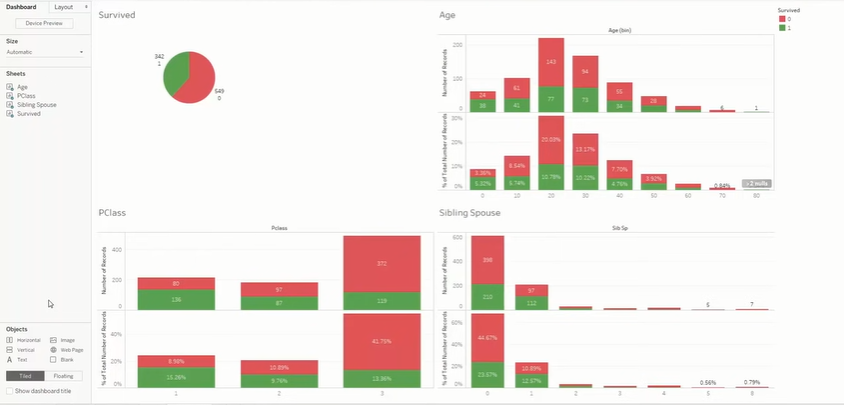 Dashboard
Layout
Device Preview
Size
Automatic
Sheets
Age
PClass
Sibling Spouse
Survived
Objects
Horizontal
Image
Vertical
Web Page
Text
Blank
Tiled
Floating
Show dashboard title
Survived
342
1
549
0
Age
Age (bin)
Number of Records
200
100
0
24
38
61
41
143
77
94
73
55
34
28
6
1
% of Total Number of Records
30%
20%
10%
0%
3.36%
5.32%
8.54%
5.74%
20.03%
10.78%
13.17%
10.22%
7.70%
4.76%
3.92%
0.84%
2 nulls
0
10
20
30
40
50
60
70
80
Survived
0
1
PClass
Pclass
Number of Records
400
200
0
80
136
97
87
372
119
% of Total Number of Records
40%
20%
0%
8.98%
15.26%
10.89%
9.76%
41.75%
13.36%
1
2
3
Sibling Spouse
Sib Sp
Number of Records
600
400
200
0
398
210
97
112
5
7
% of Total Number of Records
60%
40%
20%
0%
44.67%
23.57%
10.89%
12.57%
0.56%
0.79%
0
1
2
3
4
5
8